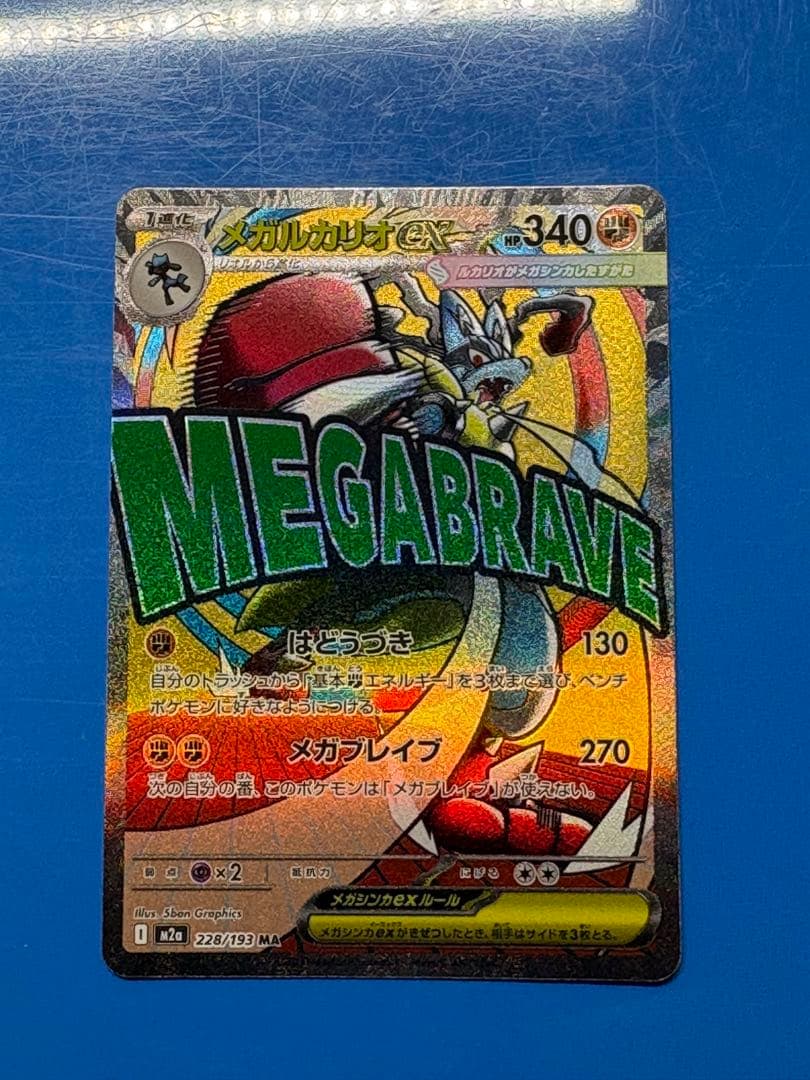 1進化 メガルカリオex HP340
リオルから進化 ルカリオがメガシンカしたすがた
MEGABRAVE
はどうづき 130
自分のトラッシュから「基本エネルギー」を3枚まで選び、ベンチ
ポケモンに好きなようにつける。
メガブレイブ 270
次の自分の番、このポケモンは「メガブレイブ」が使えない。
弱点 ×2 抵抗力 にげる
メガシンカexルール
メガシンカexがきぜつしたとき、相手はサイドを3枚とる。
Illus. 5ban Graphics
I M2a 228/193 MA